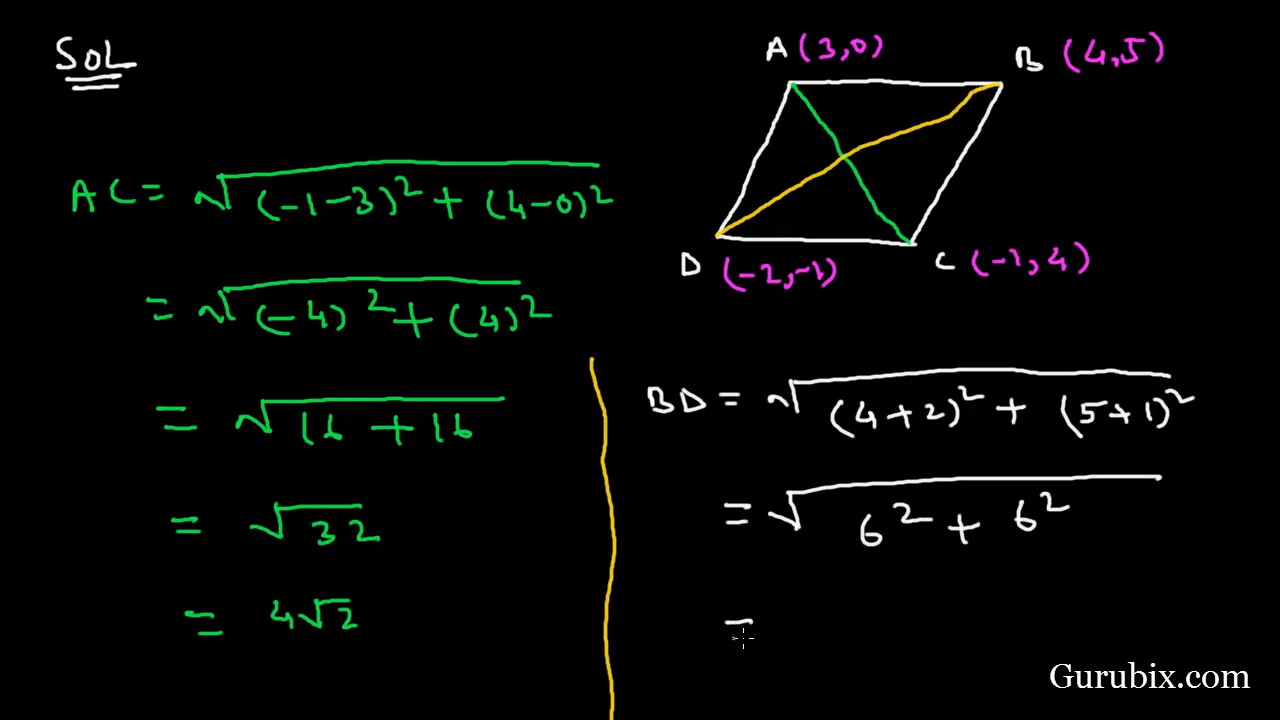 SOL
A (3,0)
B (4,5)
D (-2,-1)
C (-1,4)
AC = √((-1-3)² + (4-0)²)
= √((-4)² + (4)²)
= √(16 + 16)
= √32
= 4√2
BD = √((4+2)² + (5+1)²)
= √(6² + 6²)
=
Gurubix.com